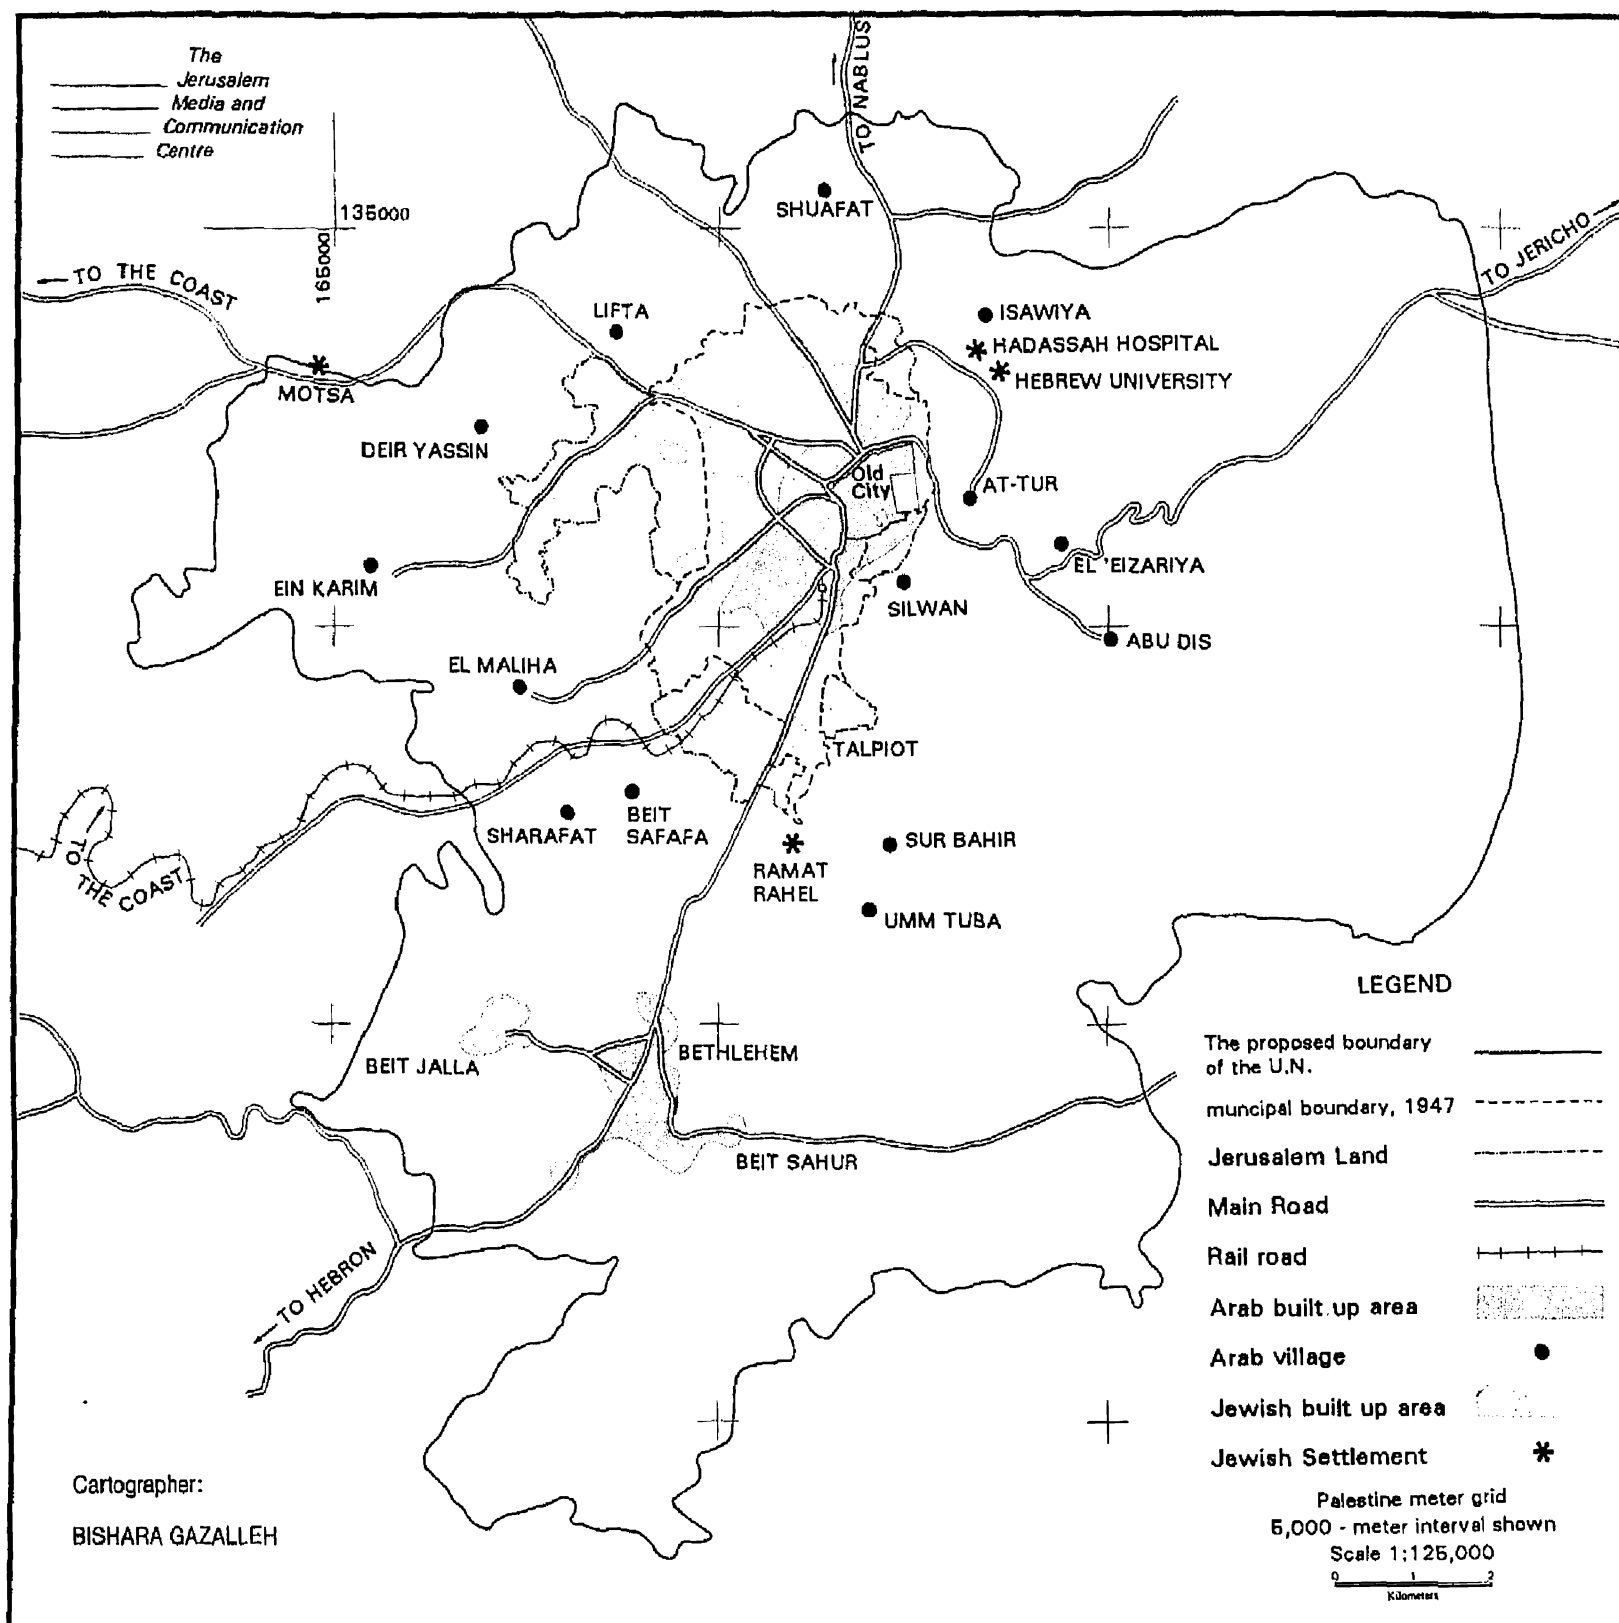 The
Jerusalem
Media and
Communication
Centre
TO NABLUS
TO NABLUS
135000
165000
SHUAFAT
TO THE COAST
TO JERICHO
LIFTA
ISAWIYA
HADASSAH HOSPITAL
HEBREW UNIVERSITY
MOTSA
DEIR YASSIN
Old
City
AT-TUR
EL 'EIZARIYA
EIN KARIM
SILWAN
ABU DIS
EL MALIHA
TALPIOT
TO
THE COAST
SHARAFAT
BEIT
SAFAFA
SUR BAHIR
RAMAT
RAHEL
UMM TUBA
BEIT JALLA
BETHLEHEM
BEIT SAHUR
TO HEBRON
LEGEND
The proposed boundary
of the U.N.
muncipal boundary, 1947
Jerusalem Land
Main Road
Rail road
Arab built up area
Arab village
Jewish built up area
Jewish Settlement
Palestine meter grid
5,000 - meter interval shown
Scale 1:125,000
0 1 2
Kilometers
Cartographer:
BISHARA GAZALLEH